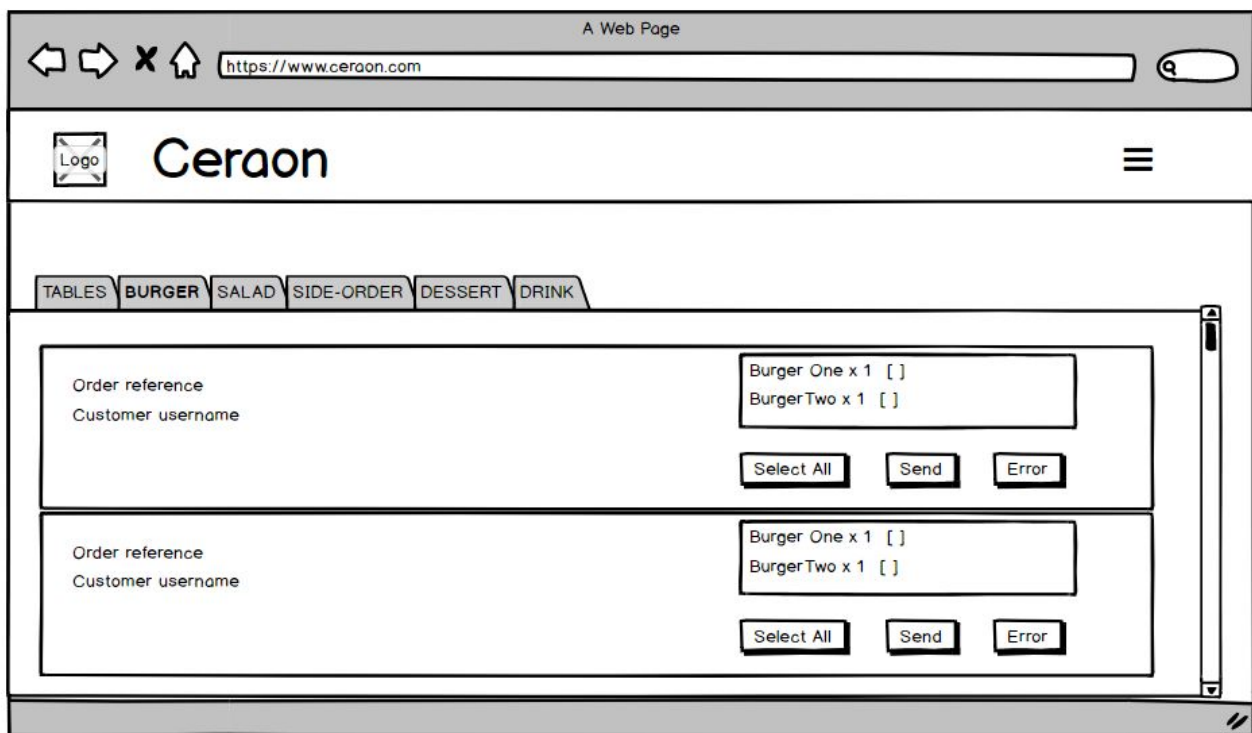 A Web Page
https://www.ceraon.com
Logo
Ceraon
TABLES BURGER SALAD SIDE-ORDER DESSERT DRINK
Order reference
Customer username
Burger One x 1 [ ]
BurgerTwo x 1 [ ]
Select All Send Error
Order reference
Customer username
Burger One x 1 [ ]
BurgerTwo x 1 [ ]
Select All Send Error